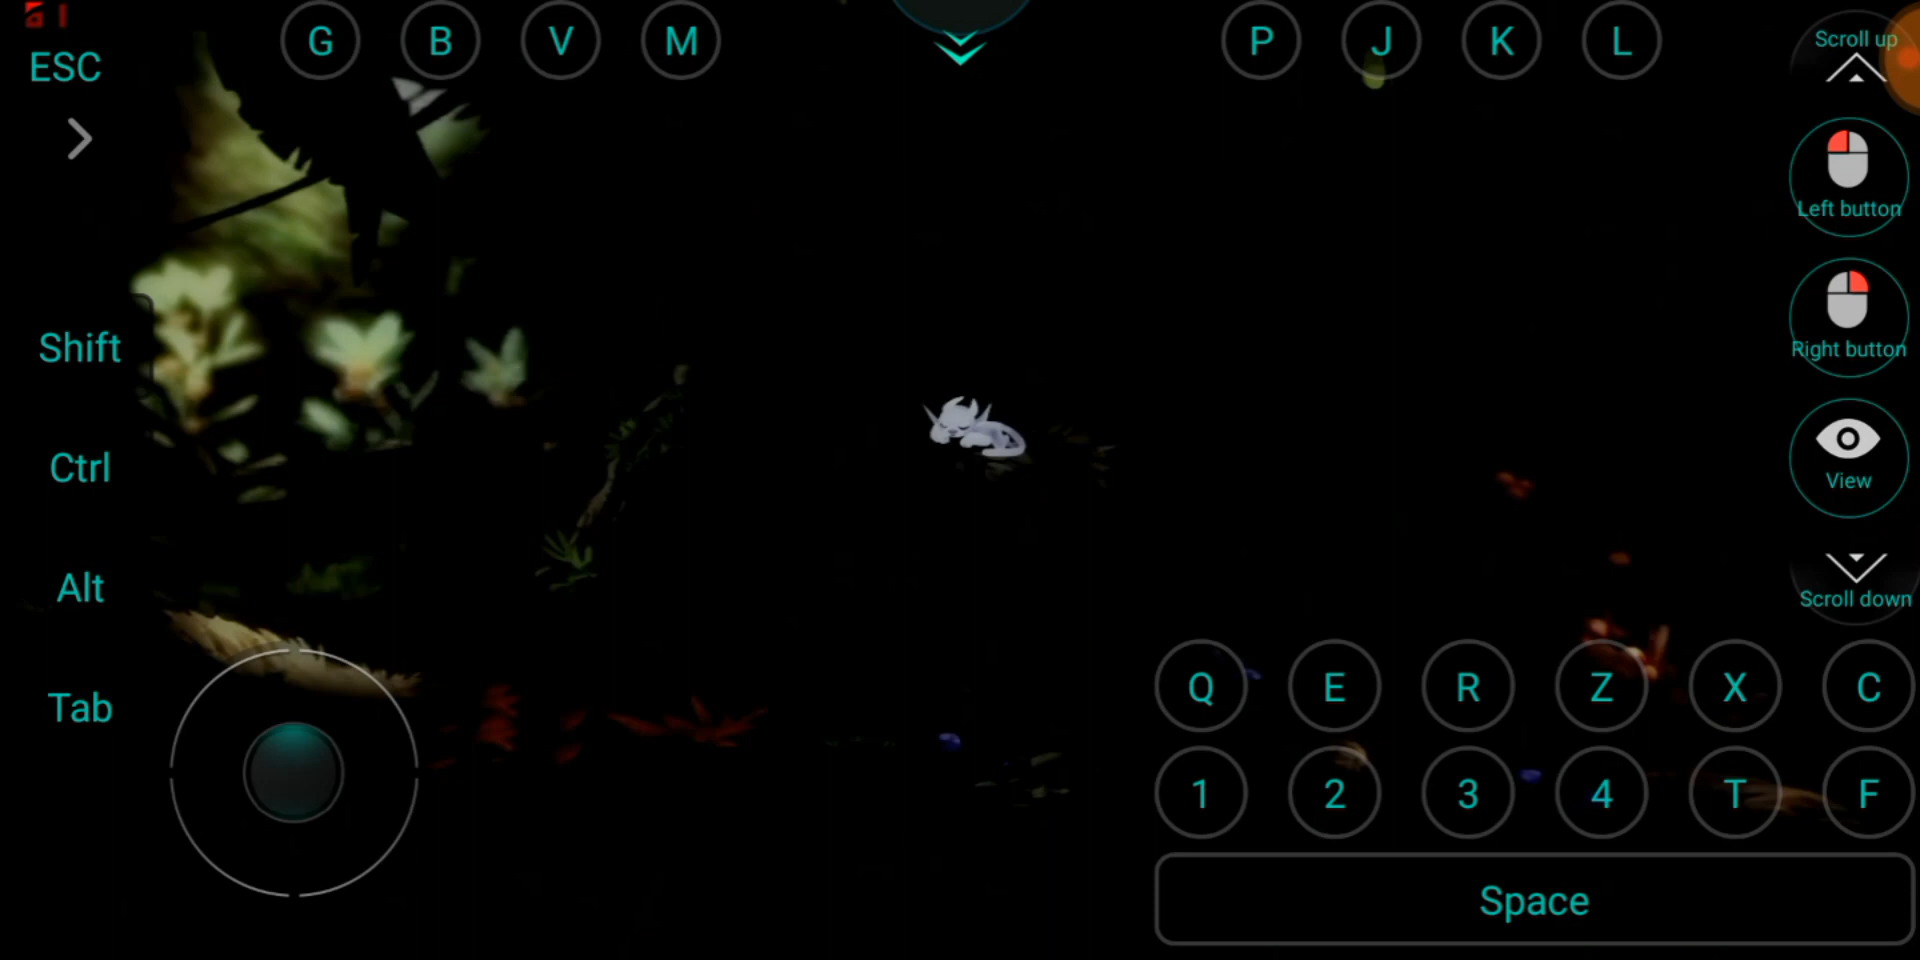 ESC
G B V M P J K L
Scroll up
Left button
Shift
Right button
Ctrl
View
Alt
Scroll down
Tab
Q E R Z X C
1 2 3 4 T F
Space